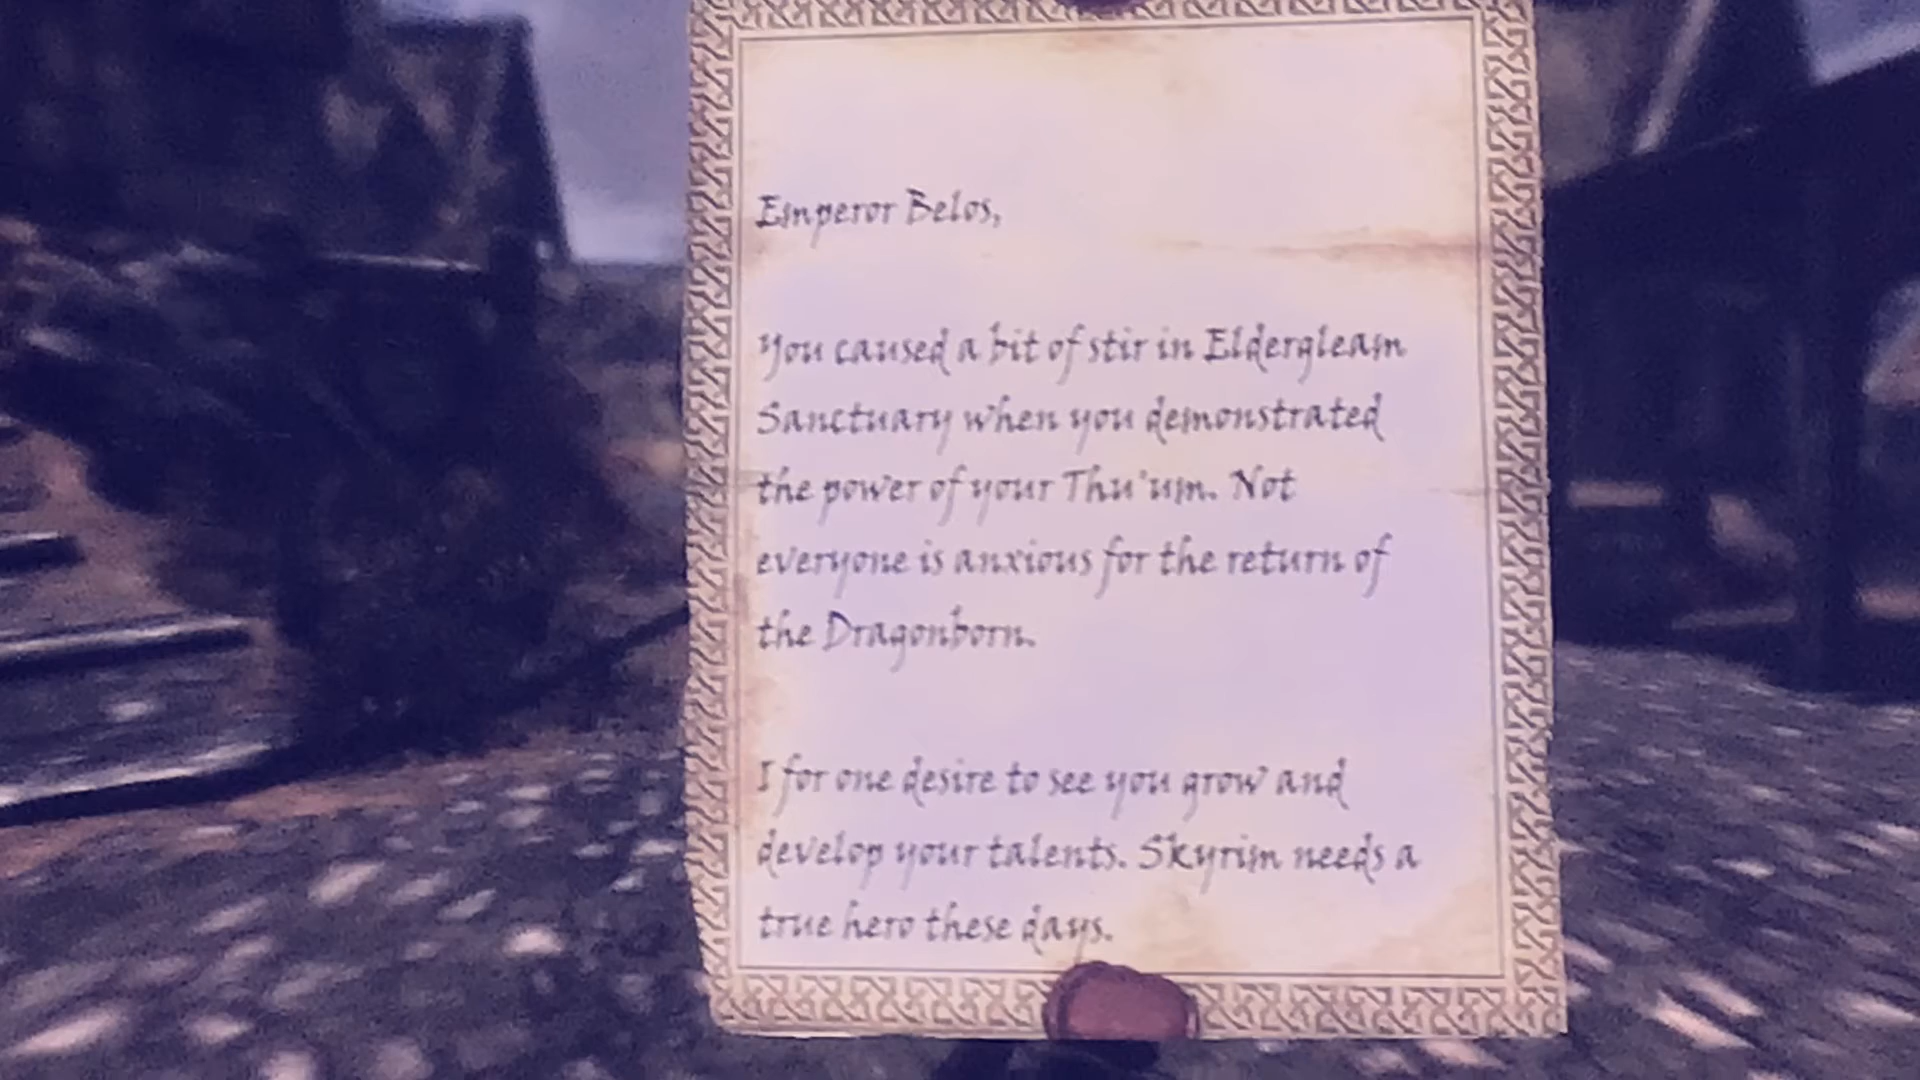 Emperor Belos,
You caused a bit of stir in Eldergleam
Sanctuary when you demonstrated
the power of your Thu'um. Not
everyone is anxious for the return of
the Dragonborn.
I for one desire to see you grow and
develop your talents. Skyrim needs a
true hero these days.